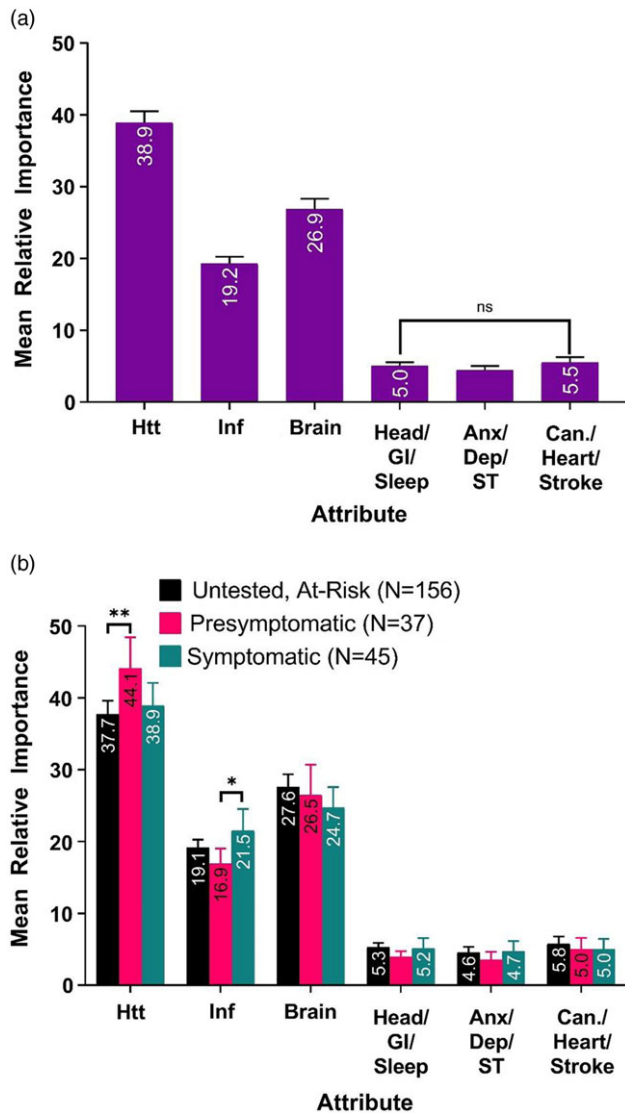 (a)
50
40
30
20
10
0
Mean Relative Importance
38.9
19.2
26.9
5.0
5.5
ns
Htt
Inf
Brain
Head/
GI/
Sleep
Anx/
Dep/
ST
Can./
Heart/
Stroke
Attribute
(b)
Untested, At-Risk (N=156)
Presymptomatic (N=37)
Symptomatic (N=45)
50
40
30
20
10
0
Mean Relative Importance
**
*
37.7
44.1
38.9
19.1
16.9
21.5
27.6
26.5
24.7
5.3
5.2
4.6
4.7
5.8
5.0
5.0
Htt
Inf
Brain
Head/
GI/
Sleep
Anx/
Dep/
ST
Can./
Heart/
Stroke
Attribute